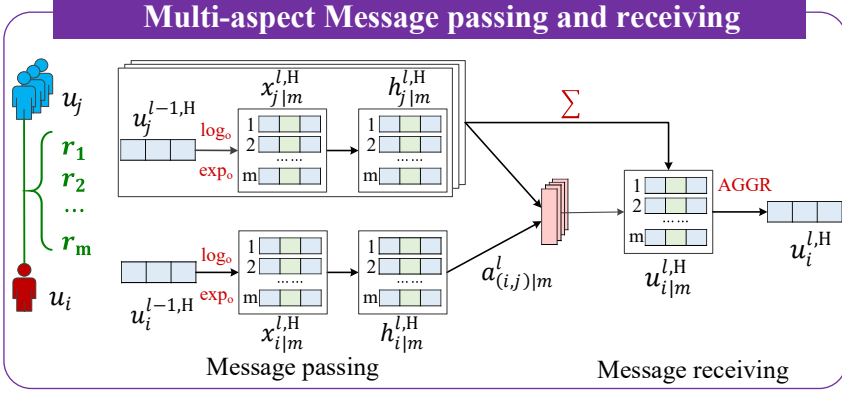 Multi-aspect Message passing and receiving
u_j
r_1
r_2
...
r_m
u_i
u_j^{l-1,H}
log_o
exp_o
x_{j|m}^{l,H}
1
2
......
m
h_{j|m}^{l,H}
1
2
......
m
u_i^{l-1,H}
log_o
exp_o
1
2
......
m
x_{i|m}^{l,H}
1
2
......
m
h_{i|m}^{l,H}
Message passing
∑
a_{(i,j)|m}^l
1
2
......
m
u_{i|m}^{l,H}
AGGR
u_i^{l,H}
Message receiving